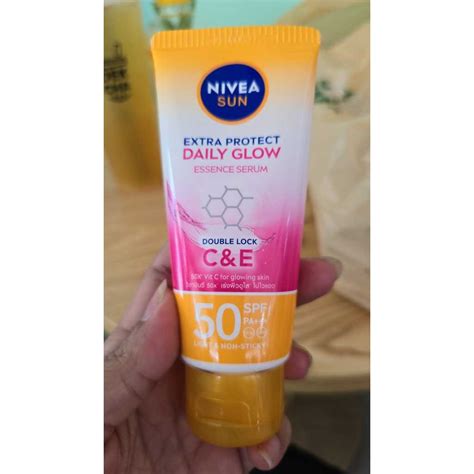 NIVEA
SUN
EXTRA PROTECT
DAILY GLOW
ESSENCE SERUM
DOUBLE LOCK
C&E
50X* Vit C for glowing skin
50 SPF
PA+++
LIGHT & NON-STICKY